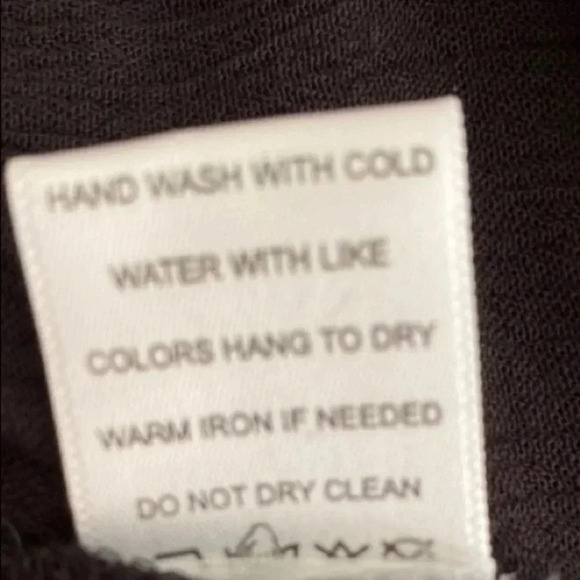 HAND WASH WITH COLD
WATER WITH LIKE
COLORS HANG TO DRY
WARM IRON IF NEEDED
DO NOT DRY CLEAN